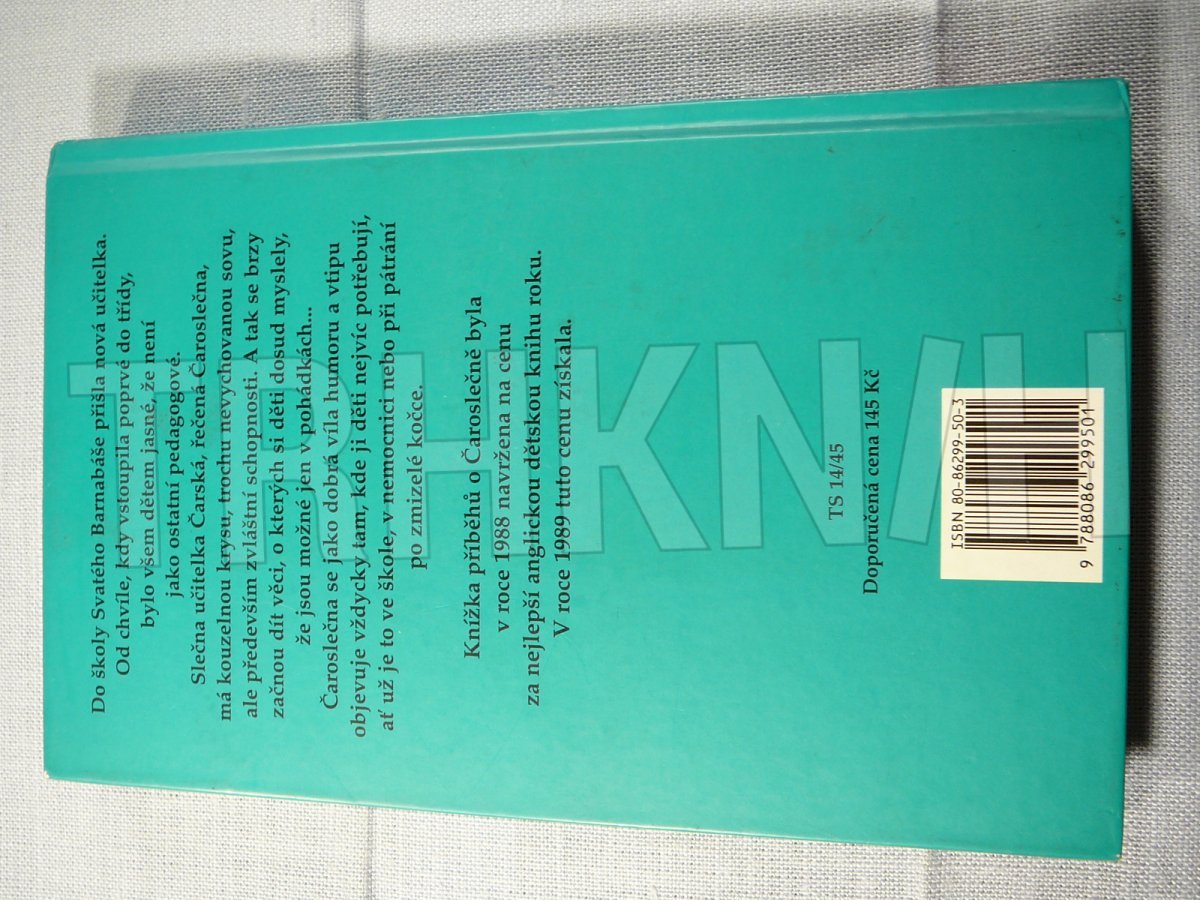 Do školy Svatého Barnabáše přišla nová učitelka.
Od chvíle, kdy vstoupila poprvé do třídy,
bylo všem dětem jasné, že není
jako ostatní pedagogové.
Slečna učitelka Čarská, řečená Čaroslečna,
má kouzelnou krysu, trochu nevychovanou sovu,
ale především zvláštní schopnosti. A tak se brzy
začnou dít věci, o kterých si děti dosud myslely,
že jsou možné jen v pohádkách...
Čaroslečna se jako dobrá víla humoru a vtipu
objevuje vždycky tam, kde ji děti nejvíc potřebují,
ať už je to ve škole, v nemocnici nebo při pátrání
po zmizelé kočce.
Knížka příběhů o Čaroslečně byla
v roce 1988 navržena na cenu
za nejlepší anglickou dětskou knihu roku.
V roce 1989 tuto cenu získala.
TS 14/45
Doporučená cena 145 Kč
ISBN 80-86299-50-3
9 788086 299501
TRHKNIH